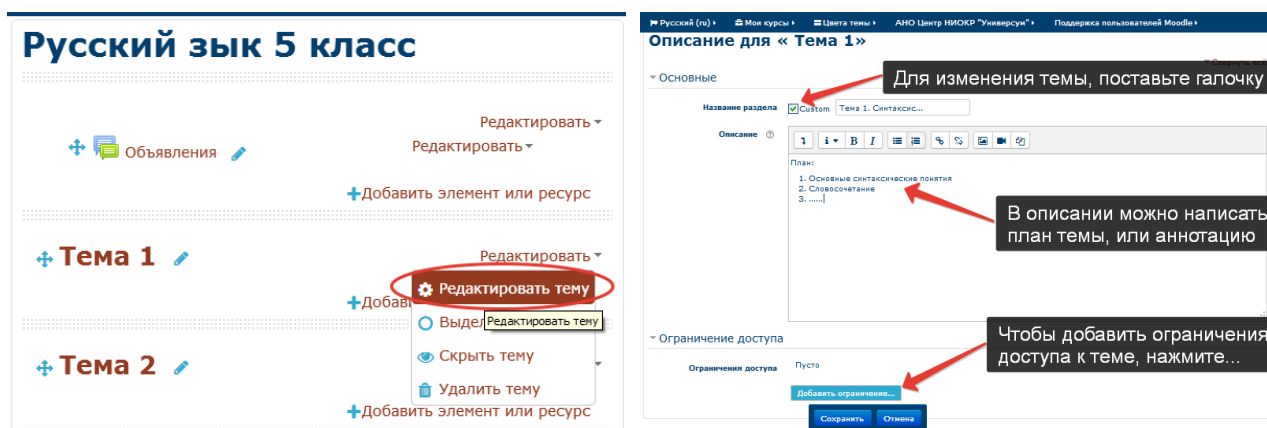 Русский зык 5 класс
Редактировать
Объявления
Редактировать
Добавить элемент или ресурс
Тема 1
Редактировать
Редактировать тему
Добав
Выдел
Редактировать тему
Скрыть тему
Тема 2
Удалить тему
Добавить элемент или ресурс
Русский (ru) Мои курсы Цвета темы АНО Центр НИОКР "Универсум" Поддержка пользователей Moodle
Описание для « Тема 1»
Свернуть всё
Основные
Для изменения темы, поставьте галочку
Название раздела Custom Тема 1. Синтаксис...
Описание
План:
1. Основные синтаксические понятия
2. Словосочетание
3. ......
В описании можно написать
план темы, или аннотацию
Ограничение доступа
Чтобы добавить ограничения
доступа к теме, нажмите...
Ограничения доступа Пусто
Добавить ограничение...
Сохранить Отмена